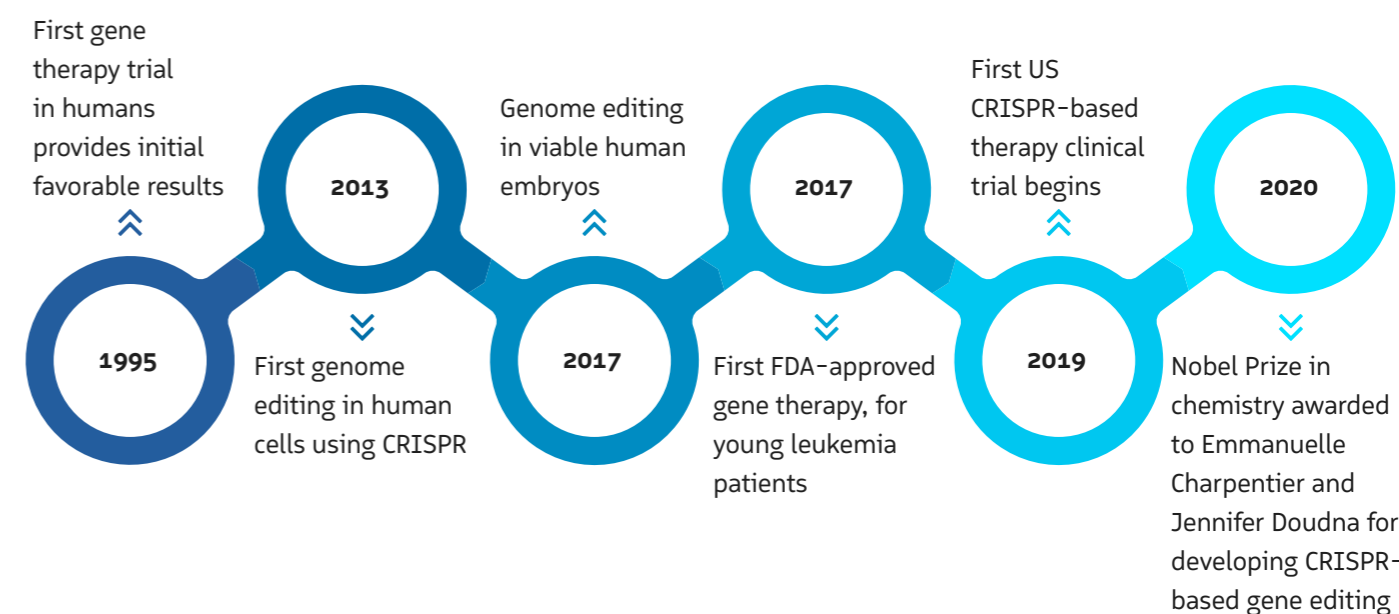 First gene
therapy trial
in humans
provides initial
favorable results
1995
2013
First genome
editing in human
cells using CRISPR
Genome editing
in viable human
embryos
2017
2017
First FDA-approved
gene therapy, for
young leukemia
patients
First US
CRISPR-based
therapy clinical
trial begins
2019
2020
Nobel Prize in
chemistry awarded
to Emmanuelle
Charpentier and
Jennifer Doudna for
developing CRISPR-
based gene editing